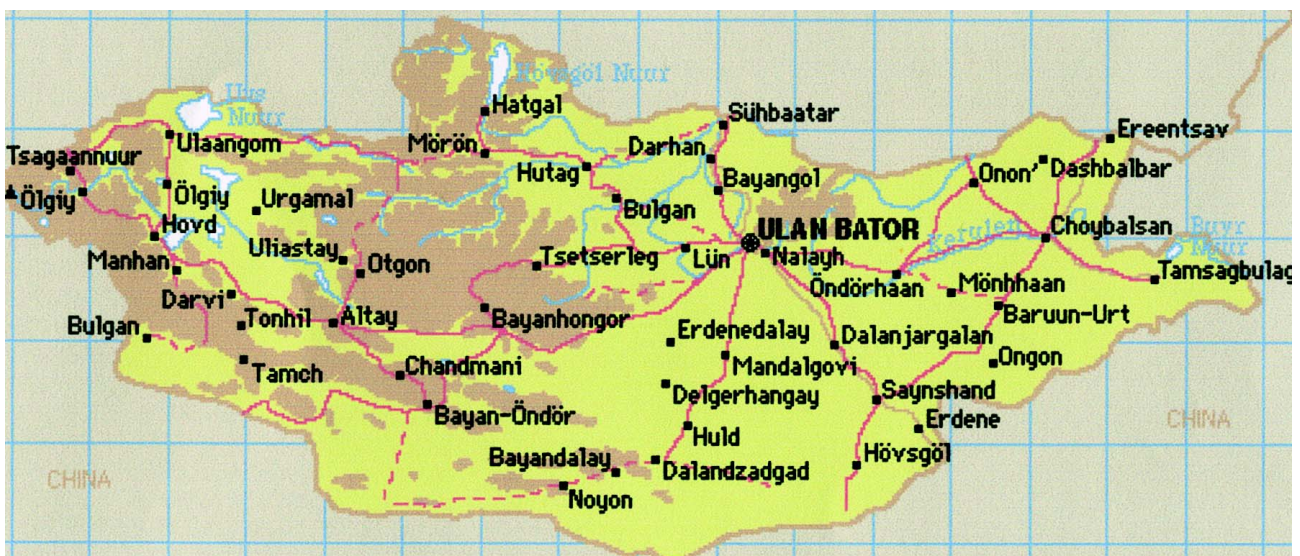 Hövsgöl Nuur
Uvs
Nuur
Hatgal
Sühbaatar
Ereentsav
Ulaangom
Mörön
Darhan
Dashbalbar
Tsagaannuur
Hutag
Bayangol
Onon'
Ölgiy
Ölgiy
Urgamal
Bulgan
Hovd
ULAN BATOR
Kerulen
Choybalsan
Buyr
Nuur
Uliastay
Tsetserleg
Lün
Nalayh
Manhan
Otgon
Öndörhaan
Mönhhaan
Tamsagbulag
Darvi
Tonhil
Altay
Bayanhongor
Baruun-Urt
Bulgan
Erdenedalay
Dalanjargalan
Tamch
Chandmani
Mandalgovi
Ongon
Delgerhangay
Saynshand
Bayan-Öndör
Erdene
CHINA
Huld
Bayandalay
Dalandzadgad
Hövsgöl
CHINA
Noyon